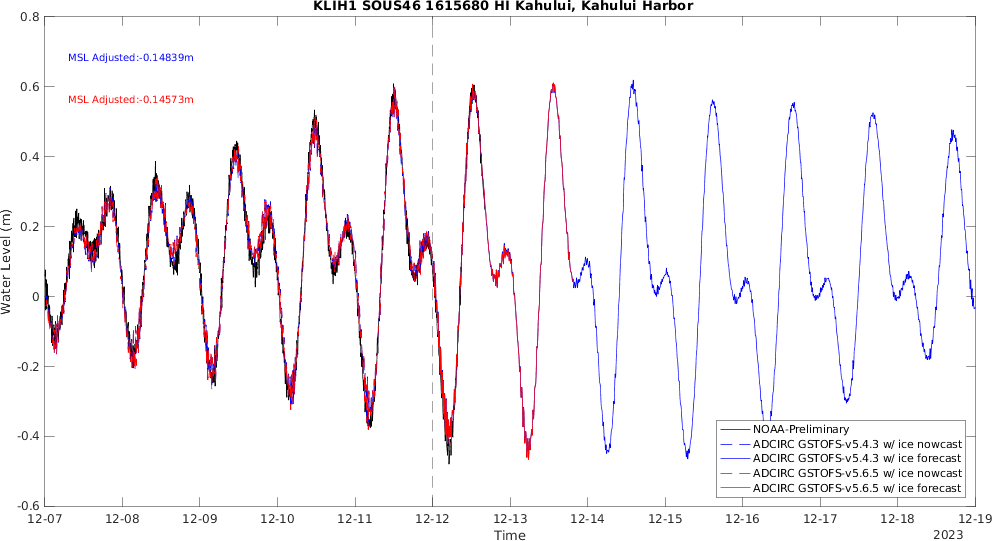 KLIH1 SOUS46 1615680 HI Kahului, Kahului Harbor
MSL Adjusted:-0.14839m
MSL Adjusted:-0.14573m
0.8
0.6
0.4
0.2
0
-0.2
-0.4
-0.6
Water Level (m)
NOAA-Preliminary
ADCIRC GSTOFS-v5.4.3 w/ ice nowcast
ADCIRC GSTOFS-v5.4.3 w/ ice forecast
ADCIRC GSTOFS-v5.6.5 w/ ice nowcast
ADCIRC GSTOFS-v5.6.5 w/ ice forecast
12-07 12-08 12-09 12-10 12-11 12-12 12-13 12-14 12-15 12-16 12-17 12-18 12-19
Time
2023